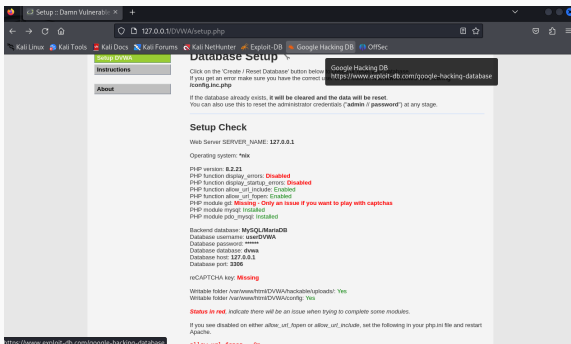 Setup :: Damn Vulnerable
127.0.0.1/DVWA/setup.php
Kali Linux Kali Tools Kali Docs Kali Forums Kali NetHunter Exploit-DB Google Hacking DB OffSec
Google Hacking DB
https://www.exploit-db.com/google-hacking-database
Setup DVWA
Instructions
About
Database Setup
Click on the 'Create / Reset Database' button below
If you get an error make sure you have the correct u
/config.inc.php
If the database already exists, it will be cleared and the data will be reset.
You can also use this to reset the administrator credentials ("admin // password") at any stage.
Setup Check
Web Server SERVER_NAME: 127.0.0.1
Operating system: *nix
PHP version: 8.2.21
PHP function display_errors: Disabled
PHP function display_startup_errors: Disabled
PHP function allow_url_include: Enabled
PHP function allow_url_fopen: Enabled
PHP module gd: Missing - Only an issue if you want to play with captchas
PHP module mysql: Installed
PHP module pdo_mysql: Installed
Backend database: MySQL/MariaDB
Database username: userDVWA
Database password: ******
Database database: dvwa
Database host: 127.0.0.1
Database port: 3306
reCAPTCHA key: Missing
Writable folder /var/www/html/DVWA/hackable/uploads/: Yes
Writable folder /var/www/html/DVWA/config: Yes
Status in red, indicate there will be an issue when trying to complete some modules.
If you see disabled on either allow_url_fopen or allow_url_include, set the following in your php.ini file and restart
Apache.
https://www.exploit-db.com/google-hacking-database